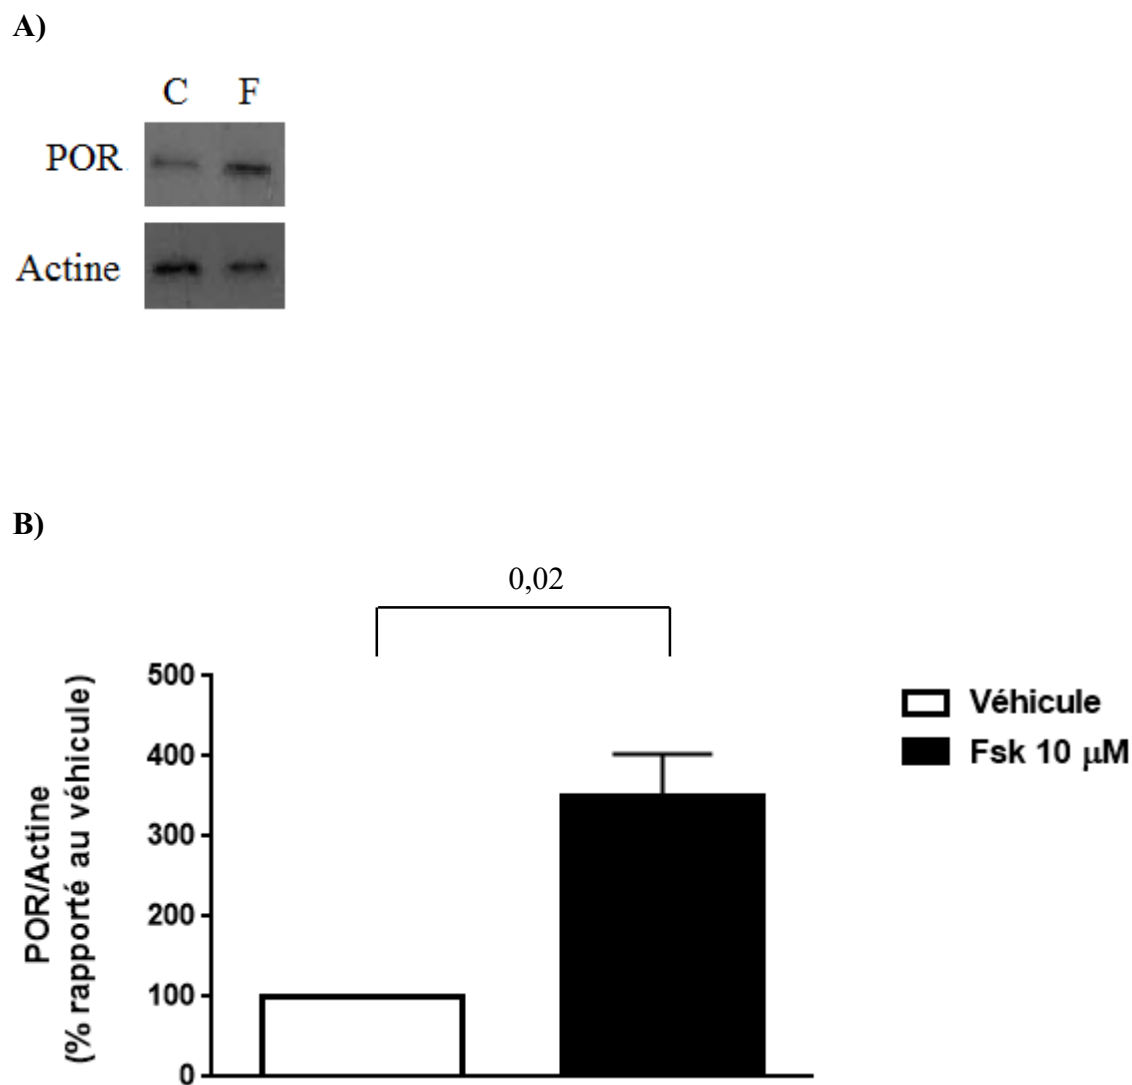 A)
C F
POR
Actine
B)
0,02
500
400
300
200
100
0
POR/Actine
(% rapporté au véhicule)
Véhicule
Fsk 10 µM